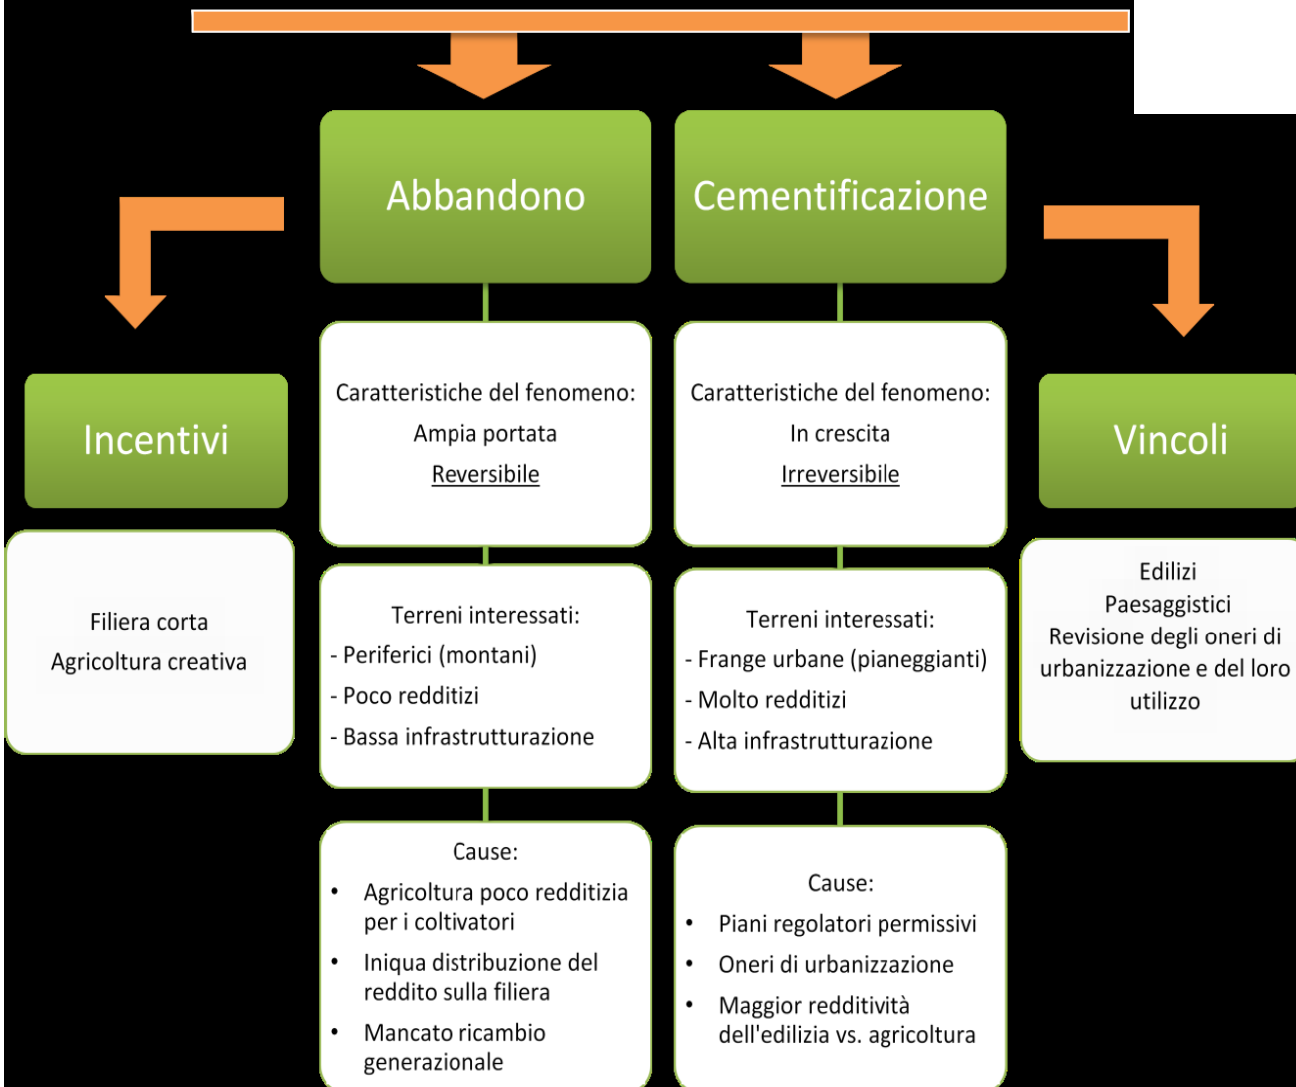 Abbandono
Cementificazione
Incentivi
Vincoli
Caratteristiche del fenomeno:
Ampia portata
Reversibile
Caratteristiche del fenomeno:
In crescita
Irreversibile
Filiera corta
Agricoltura creativa
Terreni interessati:
- Periferici (montani)
- Poco redditizi
- Bassa infrastrutturazione
Terreni interessati:
- Frange urbane (pianeggianti)
- Molto redditizi
- Alta infrastrutturazione
Edilizi
Paesaggistici
Revisione degli oneri di
urbanizzazione e del loro
utilizzo
Cause:
• Agricoltura poco redditizia
per i coltivatori
• Iniqua distribuzione del
reddito sulla filiera
• Mancato ricambio
generazionale
Cause:
• Piani regolatori permissivi
• Oneri di urbanizzazione
• Maggior redditività
dell'edilizia vs. agricoltura